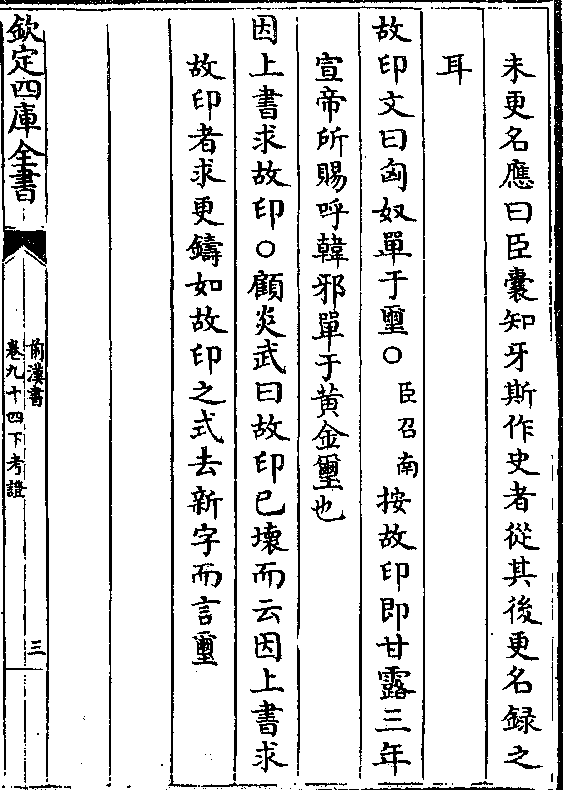 未更名應曰臣囊知牙斯作史者從其後更名録之
耳
故印文曰匈奴單于璽○臣召南按故印即甘露三年
宣帝所賜呼韓邪單于黄金璽也
因上書求故印○顧炎武曰故印已壞而云因上書求
故印者求更鑄如故印之式去新字而言璽
欽定四庫全書
前漢書
卷九十四下考證
三